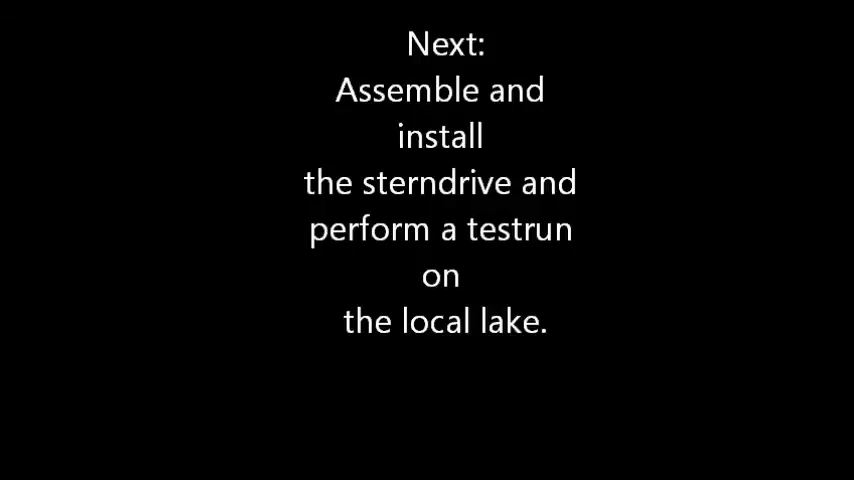 Next:
Assemble and
install
the sterndrive and
perform a testrun
on
the local lake.